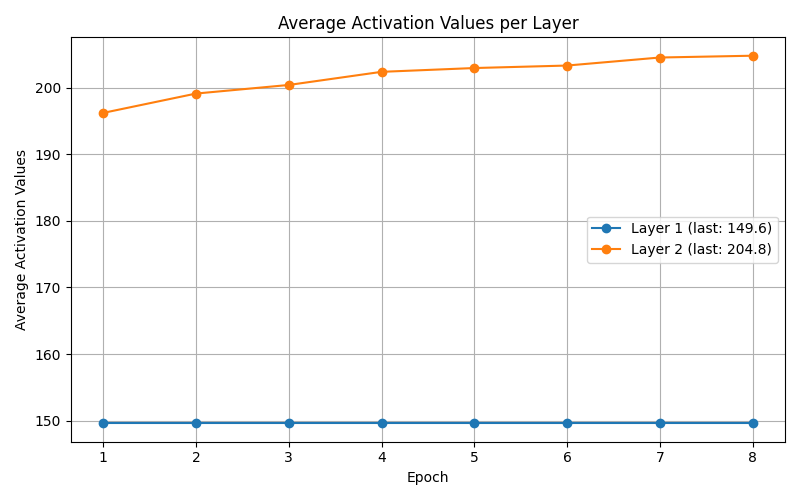 Average Activation Values per Layer
Average Activation Values
200
190
180
170
160
150
Layer 1 (last: 149.6)
Layer 2 (last: 204.8)
1 2 3 4 5 6 7 8
Epoch